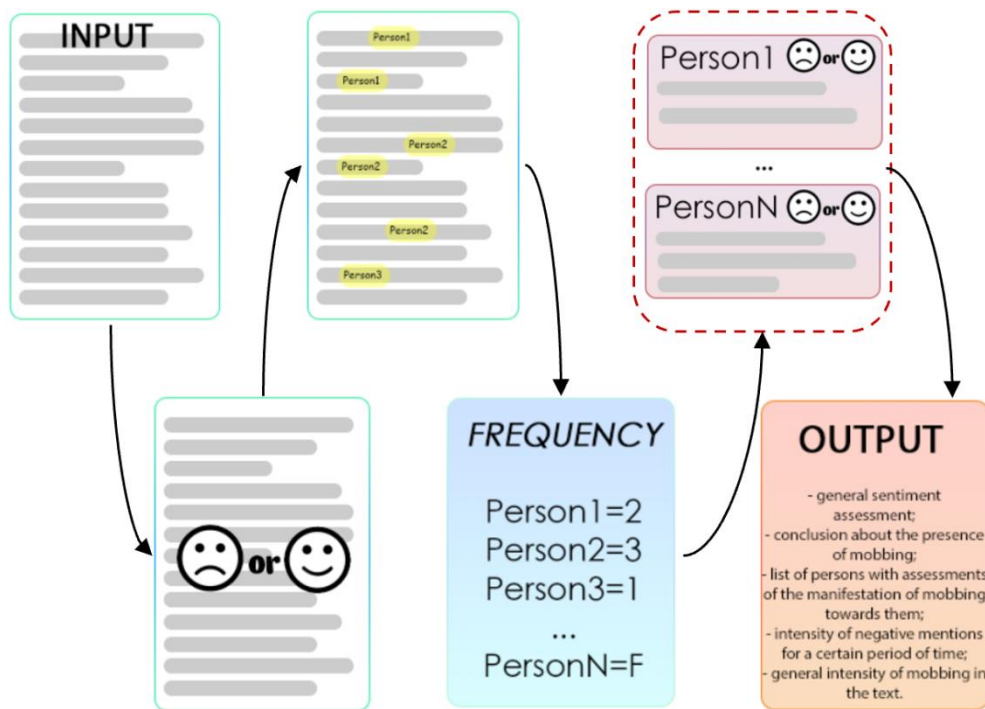 INPUT
or
Person1
Person1
Person2
Person2
Person2
Person3
FREQUENCY
Person1=2
Person2=3
Person3=1
...
PersonN=F
Person1 or
...
PersonN or
OUTPUT
- general sentiment
assessment;
- conclusion about the presence
of mobbing;
- list of persons with assessments
of the manifestation of mobbing
towards them;
- intensity of negative mentions
for a certain period of time;
- general intensity of mobbing in
the text.